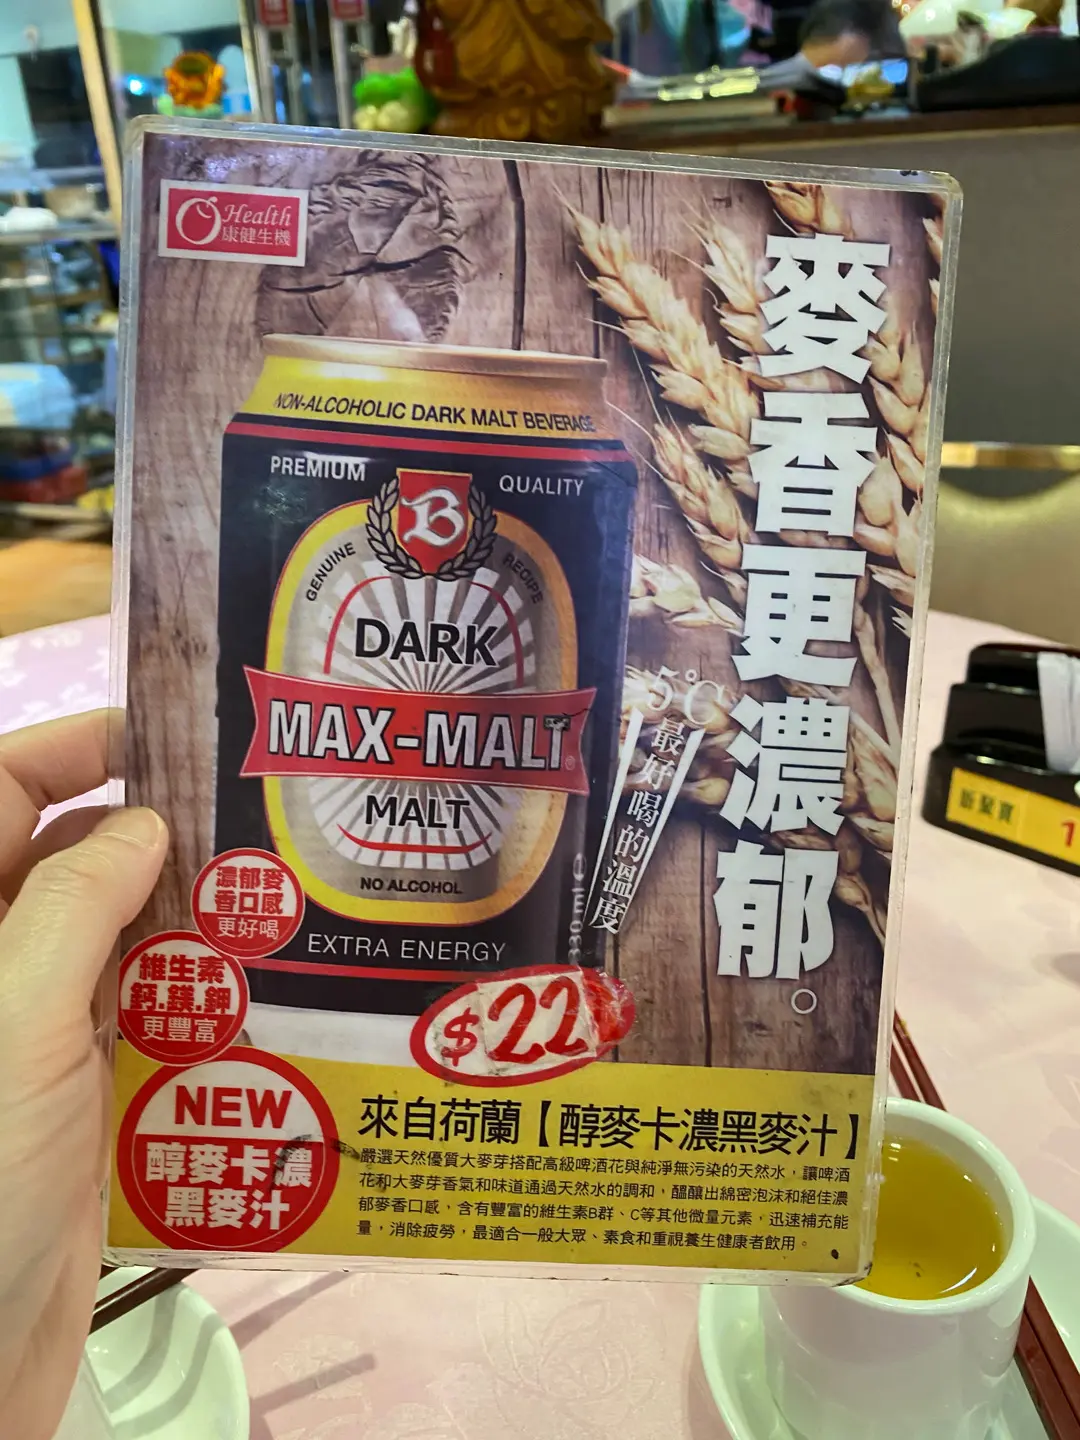 Health
康健生機
NON-ALCOHOLIC DARK MALT BEVERAGE
PREMIUM
QUALITY
B
GENUINE
RECIPE
DARK
MAX-MALT®
MALT
NO ALCOHOL
EXTRA ENERGY
330ml e
麥香更濃郁。
5℃
最好喝的溫度
濃郁麥
香口感
更好喝
維生素
鈣.鎂.鉀
更豐富
$22
NEW
醇麥卡濃
黑麥汁
來自荷蘭【醇麥卡濃黑麥汁】
嚴選天然優質大麥芽搭配高級啤酒花與純淨無污染的天然水，讓啤酒
花和大麥芽香氣和味道通過天然水的調和，醞釀出綿密泡沫和絕佳濃
郁麥香口感，含有豐富的維生素B群、C等其他微量元素，迅速補充能
量，消除疲勞，最適合一般大眾、素食和重視養生健康者飲用。
1